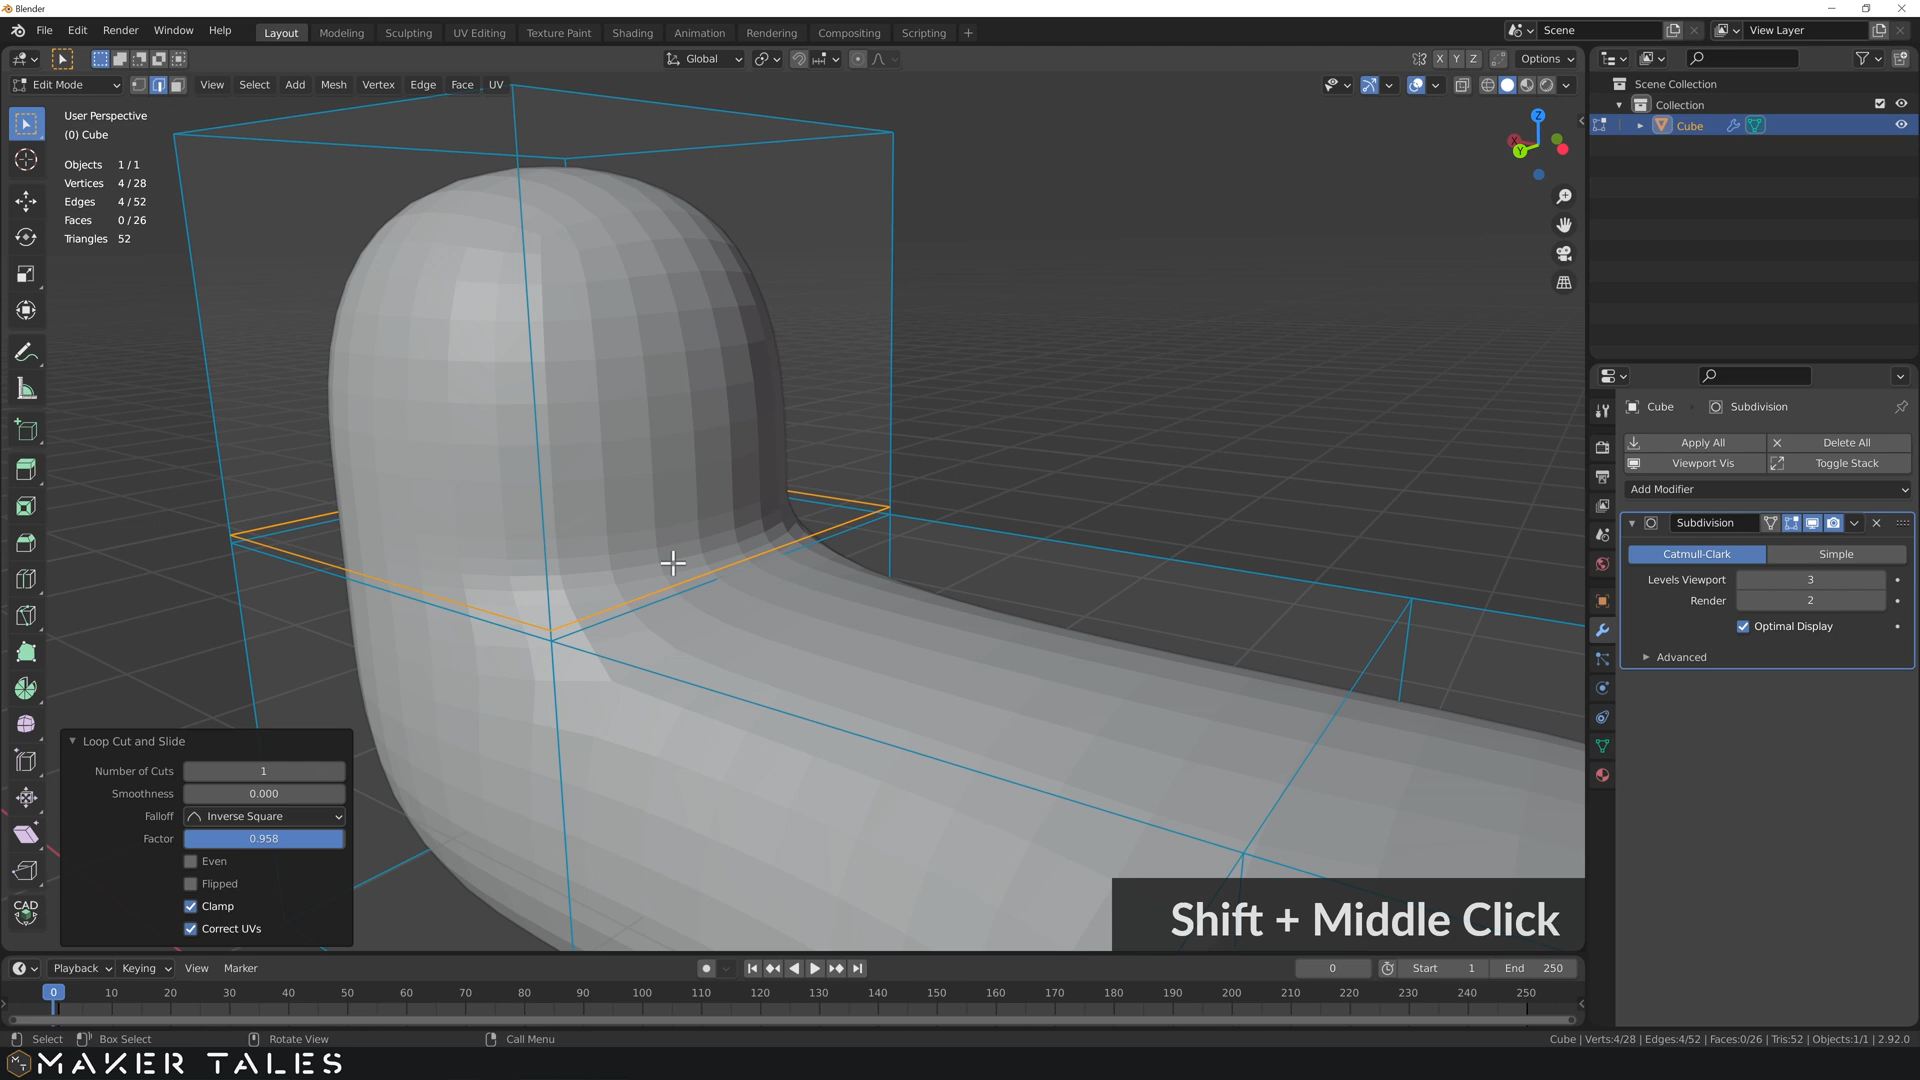 Blender
File Edit Render Window Help
Layout Modeling Sculpting UV Editing Texture Paint Shading Animation Rendering Compositing Scripting +
Scene
View Layer
Global
X Y Z
Options
Edit Mode
View Select Add Mesh Vertex Edge Face UV
User Perspective
(0) Cube
Objects 1 / 1
Vertices 4 / 28
Edges 4 / 52
Faces 0 / 26
Triangles 52
Z
X
Y
CAD
Scene Collection
Collection
Cube
Cube Subdivision
Apply All Delete All
Viewport Vis Toggle Stack
Add Modifier
Subdivision
Catmull-Clark Simple
Levels Viewport 3
Render 2
Optimal Display
Advanced
Loop Cut and Slide
Number of Cuts 1
Smoothness 0.000
Falloff Inverse Square
Factor 0.958
Even
Flipped
Clamp
Correct UVs
Shift + Middle Click
Playback Keying View Marker
0 Start 1 End 250
0 10 20 30 40 50 60 70 80 90 100 110 120 130 140 150 160 170 180 190 200 210 220 230 240 250
Select Box Select Rotate View Call Menu
Cube | Verts:4/28 | Edges:4/52 | Faces:0/26 | Tris:52 | Objects:1/1 | 2.92.0
MAKER TALES